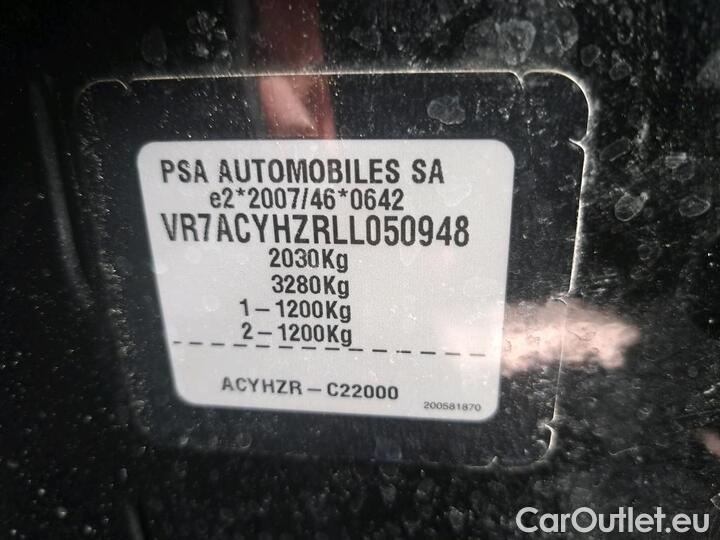 PSA AUTOMOBILES SA
e2*2007/46*0642
VR7ACYHZRLL050948
2030Kg
3280Kg
1-1200Kg
2-1200Kg
ACYHZR-C22000
200581870
CarOutlet.eu